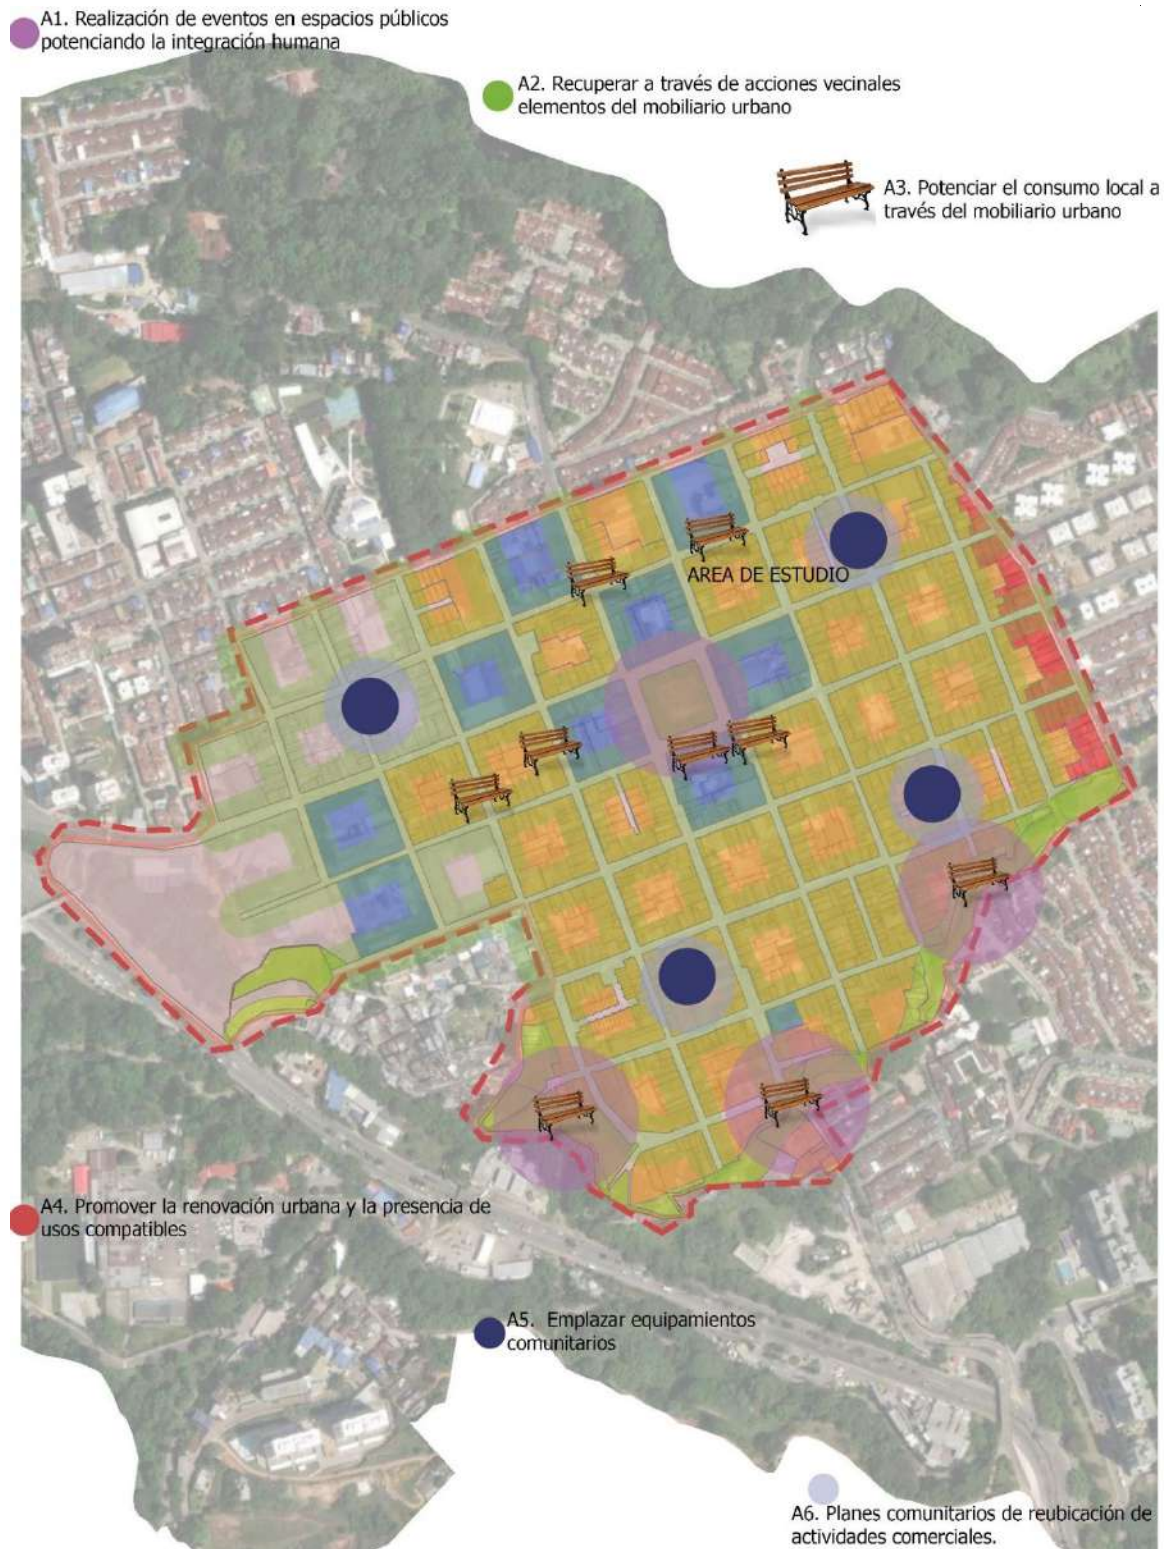 A1. Realización de eventos en espacios públicos
potenciando la integración humana
A2. Recuperar a través de acciones vecinales
elementos del mobiliario urbano
A3. Potenciar el consumo local a
través del mobiliario urbano
AREA DE ESTUDIO
A4. Promover la renovación urbana y la presencia de
usos compatibles
A5. Emplazar equipamientos
comunitarios
A6. Planes comunitarios de reubicación de
actividades comerciales.